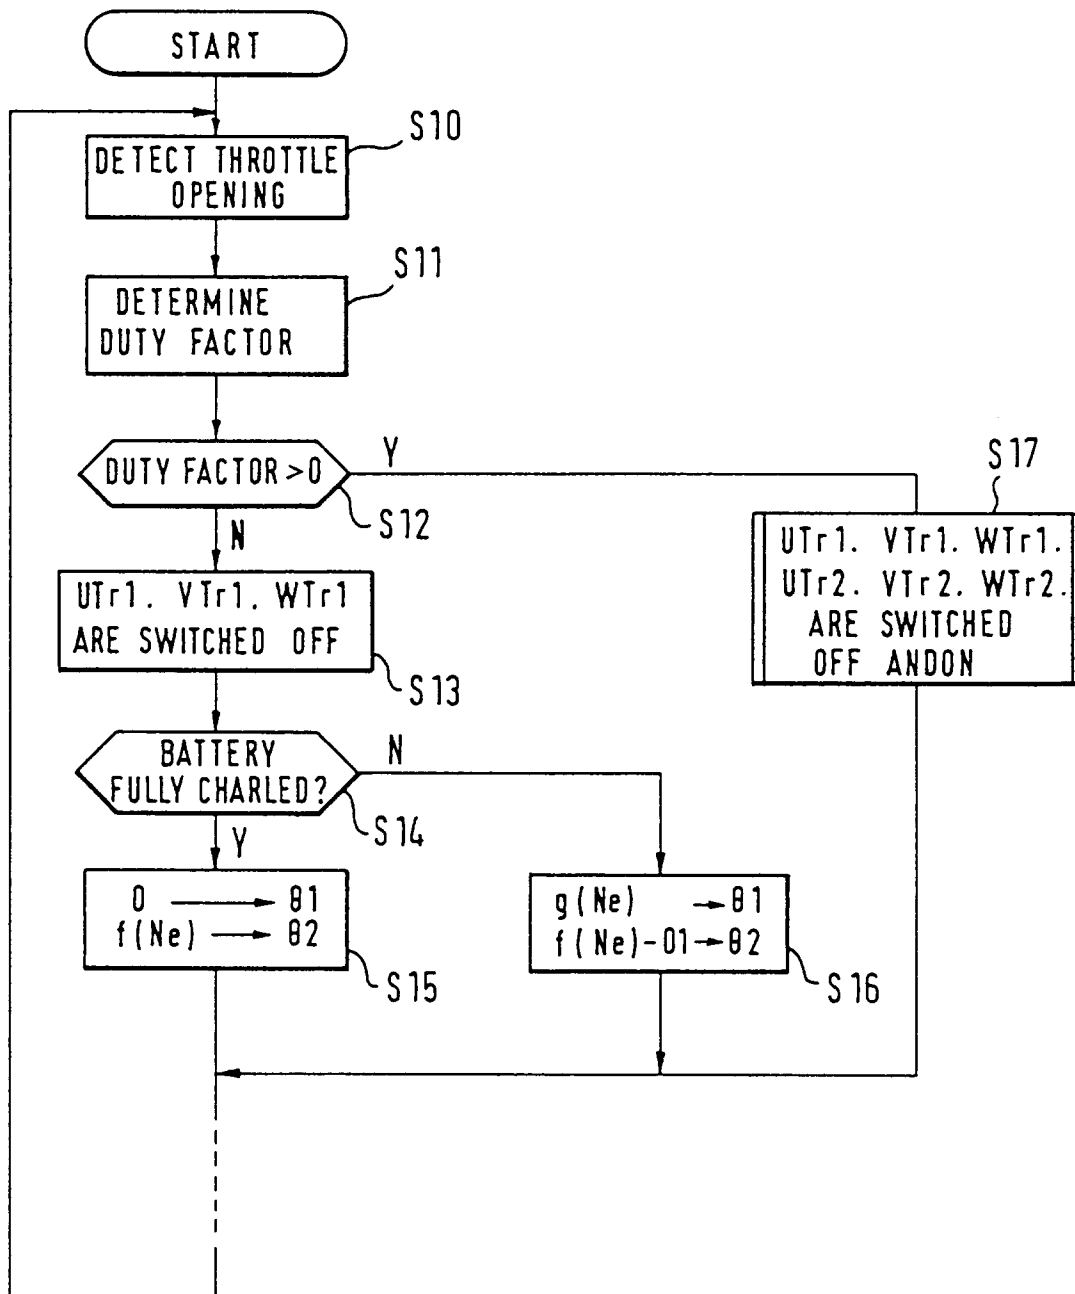 START
S10
DETECT THROTTLE
OPENING
S11
DETERMINE
DUTY FACTOR
DUTY FACTOR>0
Y
S12
N
S17
UTr1. VTr1. WTr1.
UTr2. VTr2. WTr2.
ARE SWITCHED
OFF ANDON
UTr1. VTr1. WTr1
ARE SWITCHED OFF
S13
BATTERY
FULLY CHARLED?
N
S14
Y
0 → θ1
f(Ne) → θ2
S15
g(Ne) → θ1
f(Ne)-01→θ2
S16